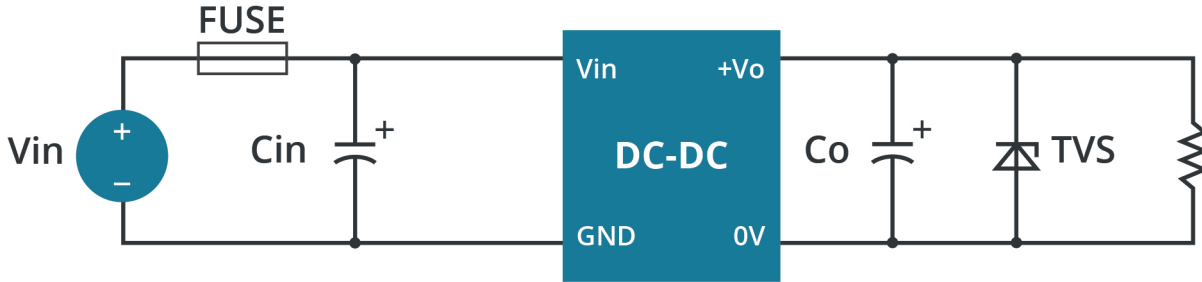 FUSE
Vin
+
−
Cin
+
Vin
+Vo
DC-DC
GND
0V
Co
+
TVS